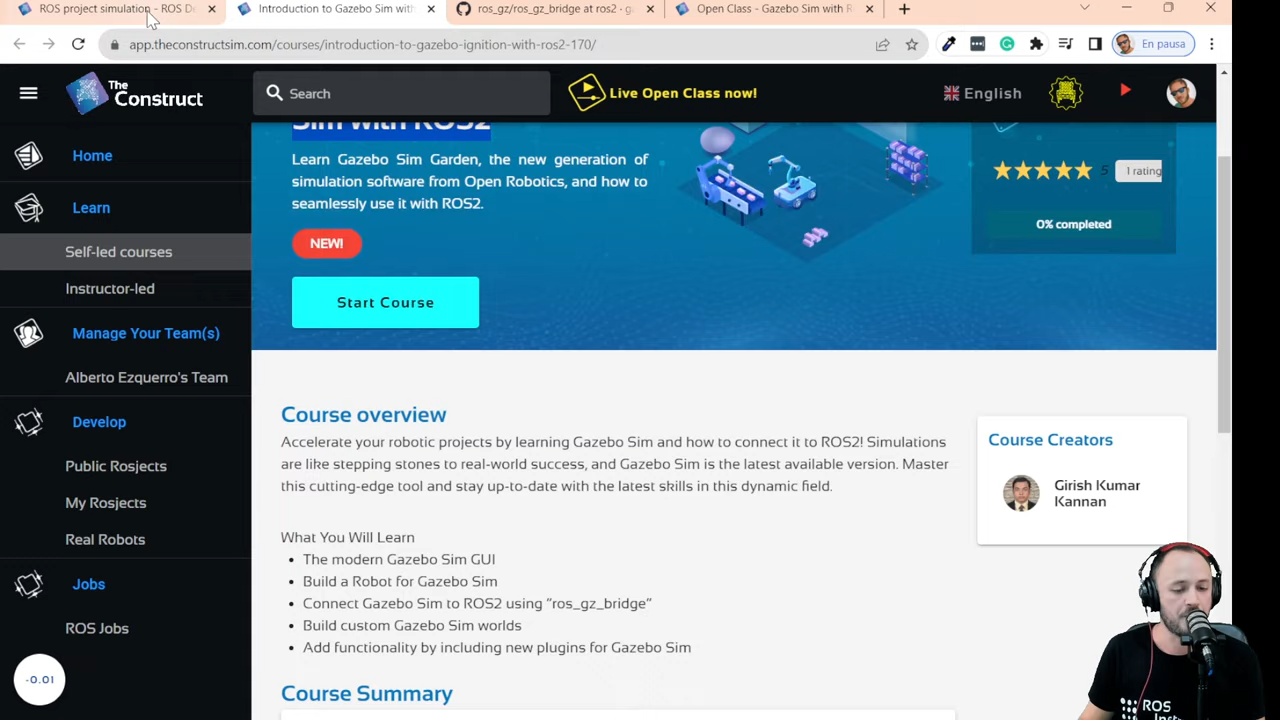 ROS project simulation - ROS De
Introduction to Gazebo Sim with
ros_gz/ros_gz_bridge at ros2 · g
Open Class - Gazebo Sim with R
app.theconstructsim.com/courses/introduction-to-gazebo-ignition-with-ros2-170/
En pausa
The Construct
Search
Live Open Class now!
English
Home
Learn
Self-led courses
Instructor-led
Manage Your Team(s)
Alberto Ezquerro's Team
Develop
Public Rosjects
My Rosjects
Real Robots
Jobs
ROS Jobs
-0.01
Sim with ROS2
Learn Gazebo Sim Garden, the new generation of
simulation software from Open Robotics, and how to
seamlessly use it with ROS2.
NEW!
Start Course
5
1 rating
0% completed
Course overview
Accelerate your robotic projects by learning Gazebo Sim and how to connect it to ROS2! Simulations
are like stepping stones to real-world success, and Gazebo Sim is the latest available version. Master
this cutting-edge tool and stay up-to-date with the latest skills in this dynamic field.
What You Will Learn
• The modern Gazebo Sim GUI
• Build a Robot for Gazebo Sim
• Connect Gazebo Sim to ROS2 using "ros_gz_bridge"
• Build custom Gazebo Sim worlds
• Add functionality by including new plugins for Gazebo Sim
Course Summary
Course Creators
Girish Kumar
Kannan
ROS